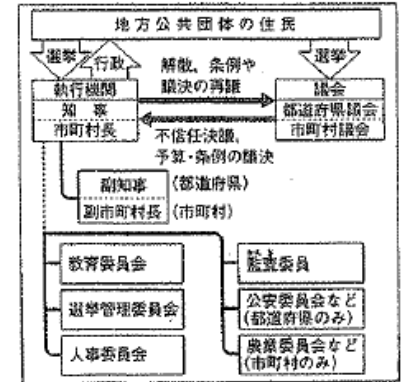 地方公共団体の住民
選挙
行政
解散、条例や
議決の再議
選挙
執行機関
知事
市町村長
議会
都道府県議会
市町村議会
不信任決議、
予算・条例の議決
副知事
(都道府県)
副市町村長
(市町村)
教育委員会
監査委員
かんさ
選挙管理委員会
公安委員会など
(都道府県のみ)
人事委員会
農業委員会など
(市町村のみ)